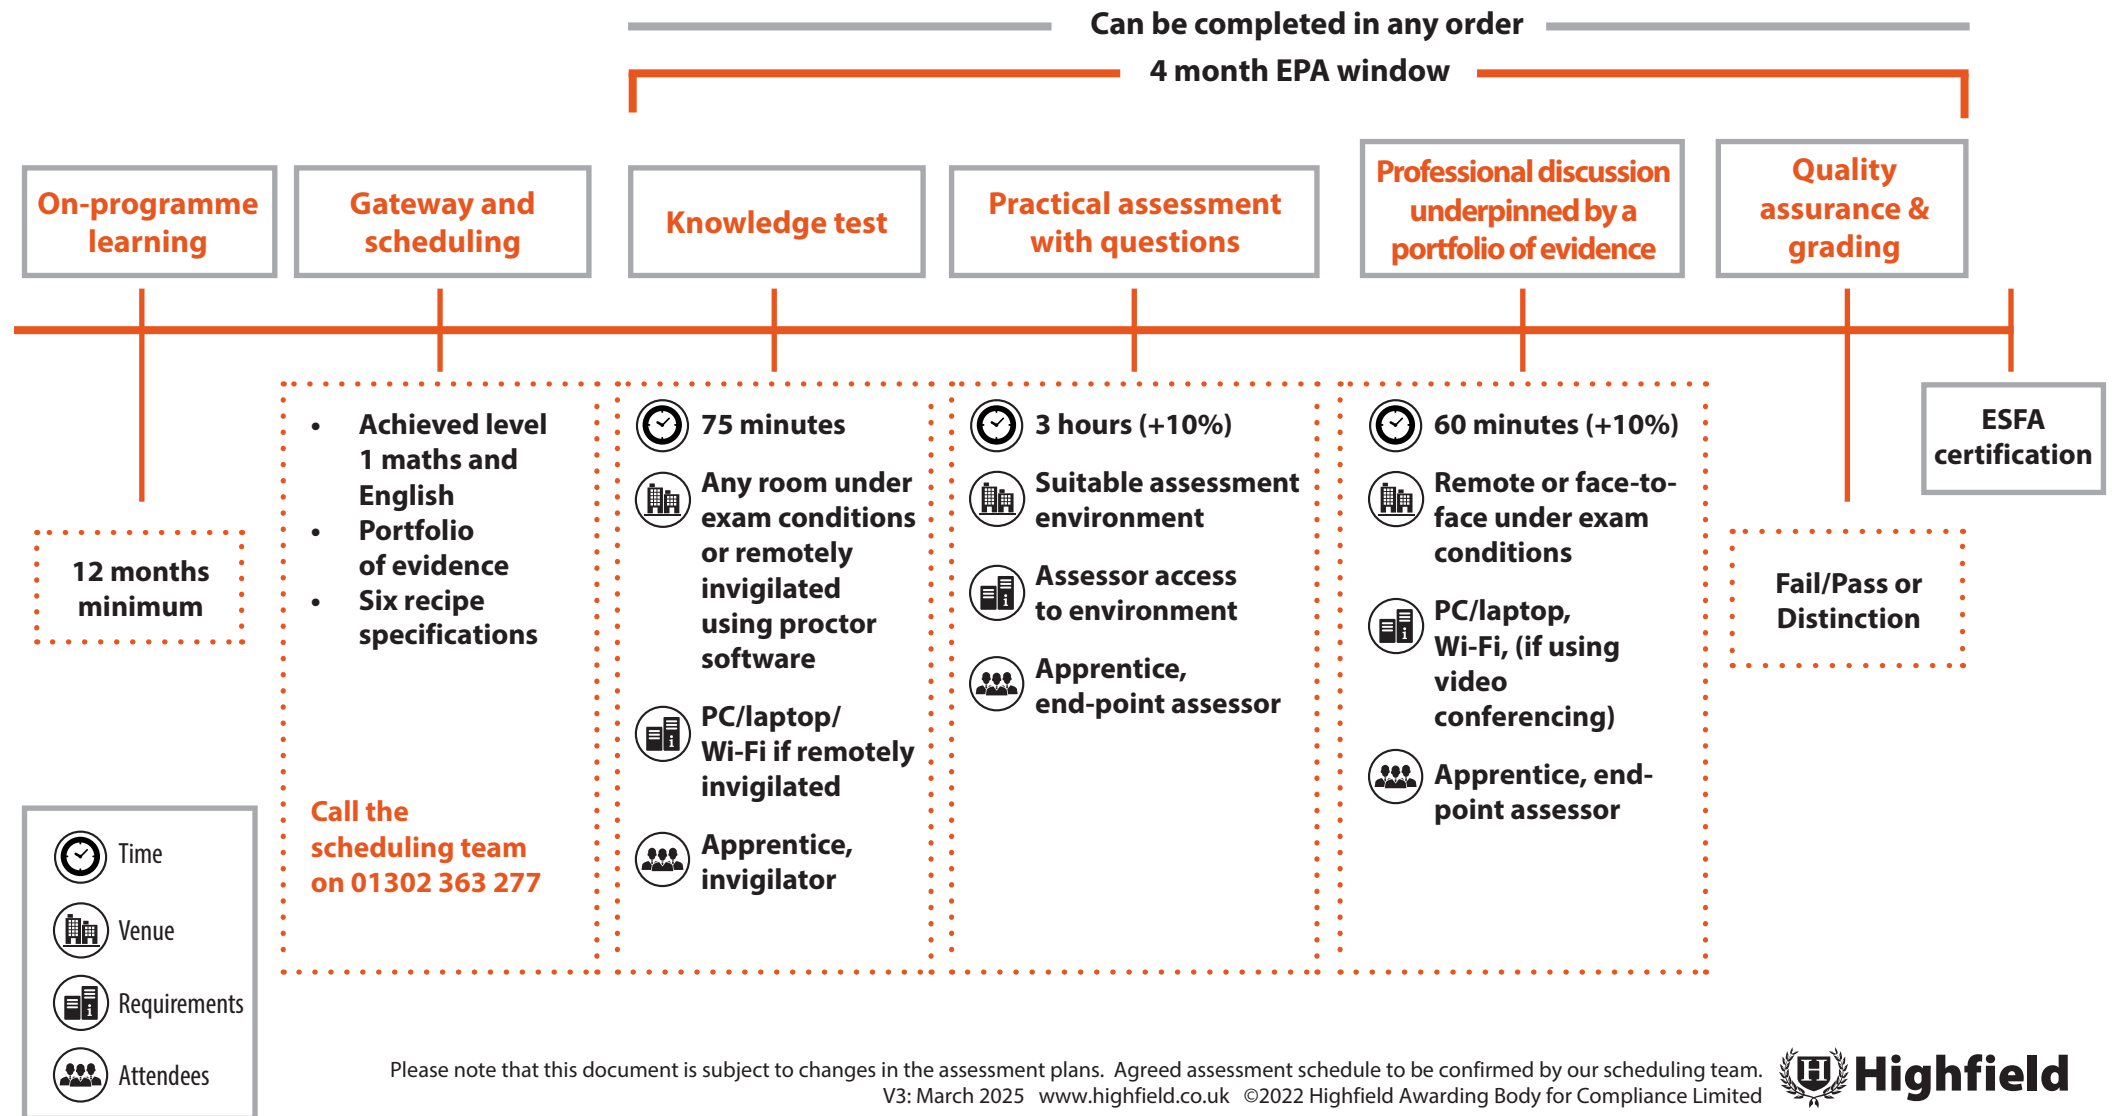 Can be completed in any order
4 month EPA window
On-programme
learning
Gateway and
scheduling
Knowledge test
Practical assessment
with questions
Professional discussion
underpinned by a
portfolio of evidence
Quality
assurance &
grading
12 months
minimum
• Achieved level
1 maths and
English
• Portfolio
of evidence
• Six recipe
specifications
Call the
scheduling team
on 01302 363 277
75 minutes
Any room under
exam conditions
or remotely
invigilated
using proctor
software
PC/laptop/
Wi-Fi if remotely
invigilated
Apprentice,
invigilator
3 hours (+10%)
Suitable assessment
environment
Assessor access
to environment
Apprentice,
end-point assessor
60 minutes (+10%)
Remote or face-to-
face under exam
conditions
PC/laptop,
Wi-Fi, (if using
video
conferencing)
Apprentice, end-
point assessor
Fail/Pass or
Distinction
ESFA
certification
Time
Venue
Requirements
Attendees
Please note that this document is subject to changes in the assessment plans. Agreed assessment schedule to be confirmed by our scheduling team.
V3: March 2025 www.highfield.co.uk ©2022 Highfield Awarding Body for Compliance Limited
Highfield